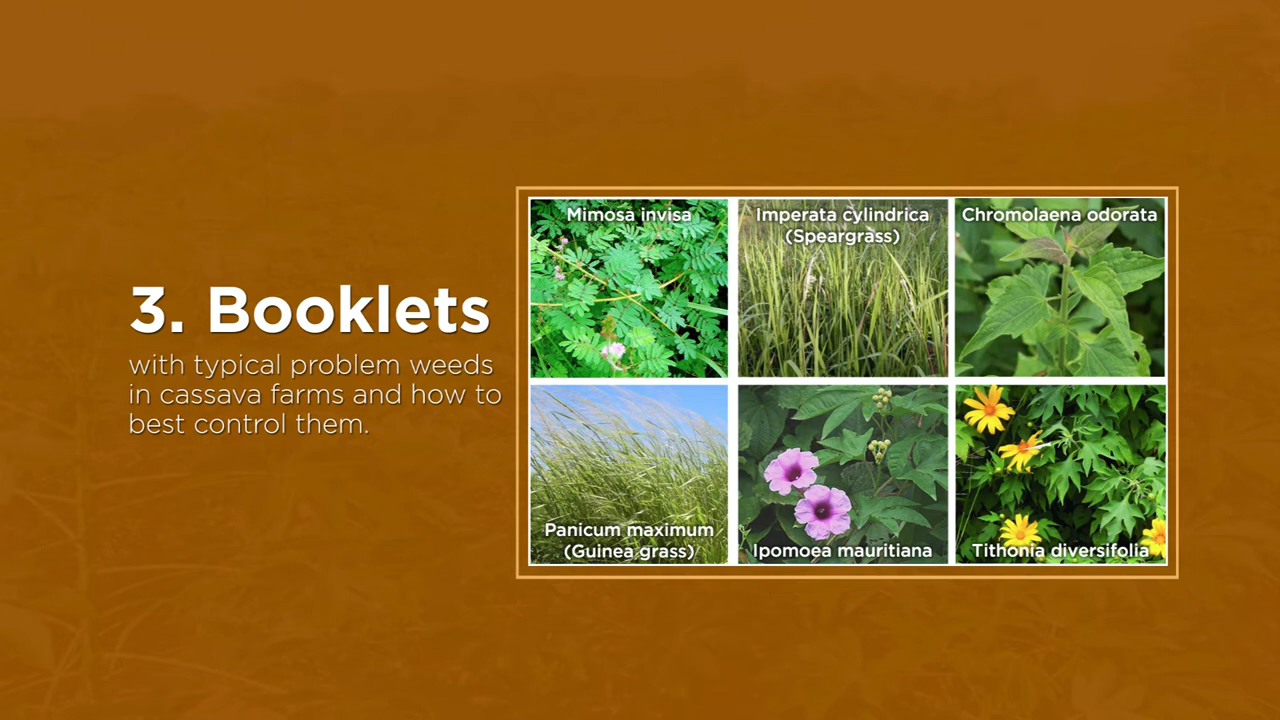 3. Booklets
with typical problem weeds
in cassava farms and how to
best control them.
Mimosa invisa
Imperata cylindrica
(Speargrass)
Chromolaena odorata
Panicum maximum
(Guinea grass)
Ipomoea mauritiana
Tithonia diversifolia